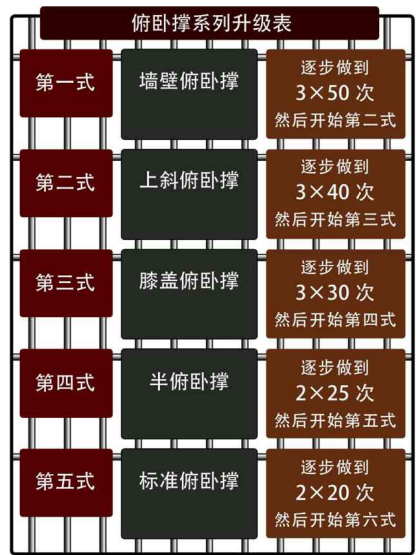 俯卧撑系列升级表
第一式
墙壁俯卧撑
逐步做到
3×50 次
然后开始第二式
第二式
上斜俯卧撑
逐步做到
3×40 次
然后开始第三式
第三式
膝盖俯卧撑
逐步做到
3×30 次
然后开始第四式
第四式
半俯卧撑
逐步做到
2×25 次
然后开始第五式
第五式
标准俯卧撑
逐步做到
2×20 次
然后开始第六式